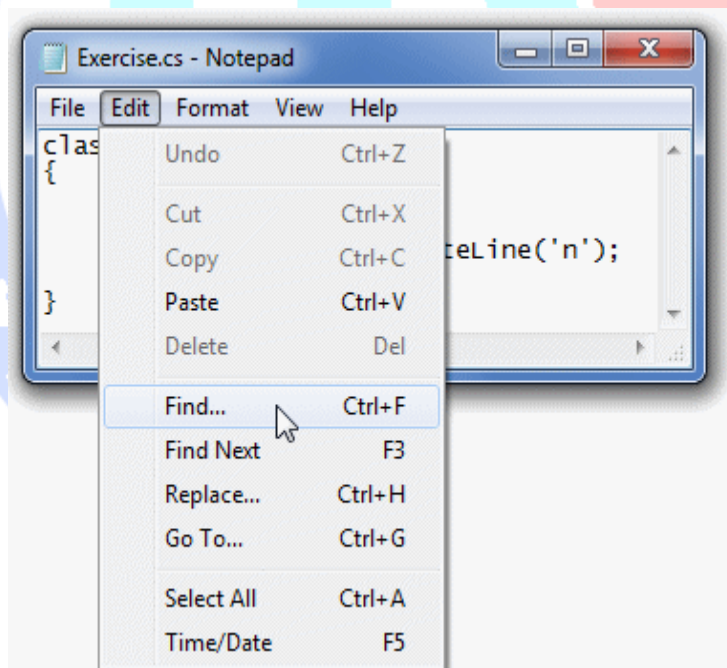 Exercise.cs - Notepad
File Edit Format View Help
clas
{
teLine('n');
}
Undo Ctrl+Z
Cut Ctrl+X
Copy Ctrl+C
Paste Ctrl+V
Delete Del
Find... Ctrl+F
Find Next F3
Replace... Ctrl+H
Go To... Ctrl+G
Select All Ctrl+A
Time/Date F5